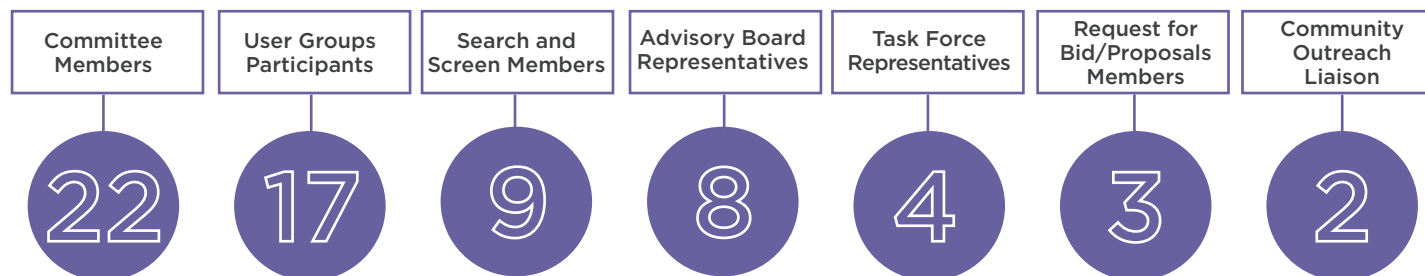 Committee
Members
22
User Groups
Participants
17
Search and
Screen Members
9
Advisory Board
Representatives
8
Task Force
Representatives
4
Request for
Bid/Proposals
Members
3
Community
Outreach
Liaison
2